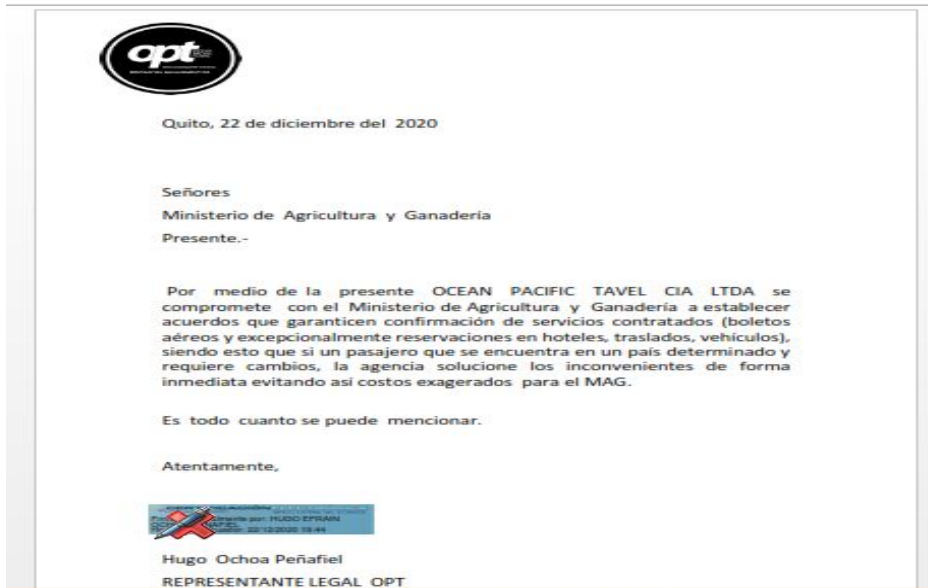 opt
Quito, 22 de diciembre del 2020
Señores
Ministerio de Agricultura y Ganadería
Presente.-
Por medio de la presente OCEAN PACIFIC TAVEL CIA LTDA se
compromete con el Ministerio de Agricultura y Ganadería a establecer
acuerdos que garanticen confirmación de servicios contratados (boletos
aéreos y excepcionalmente reservaciones en hoteles, traslados, vehículos),
siendo esto que si un pasajero que se encuentra en un país determinado y
requiere cambios, la agencia solucione los inconvenientes de forma
inmediata evitando así costos exagerados para el MAG.
Es todo cuanto se puede mencionar.
Atentamente,
por: HUGO EFRAIN
22/12/2020
Hugo Ochoa Peñafiel
REPRESENTANTE LEGAL OPT